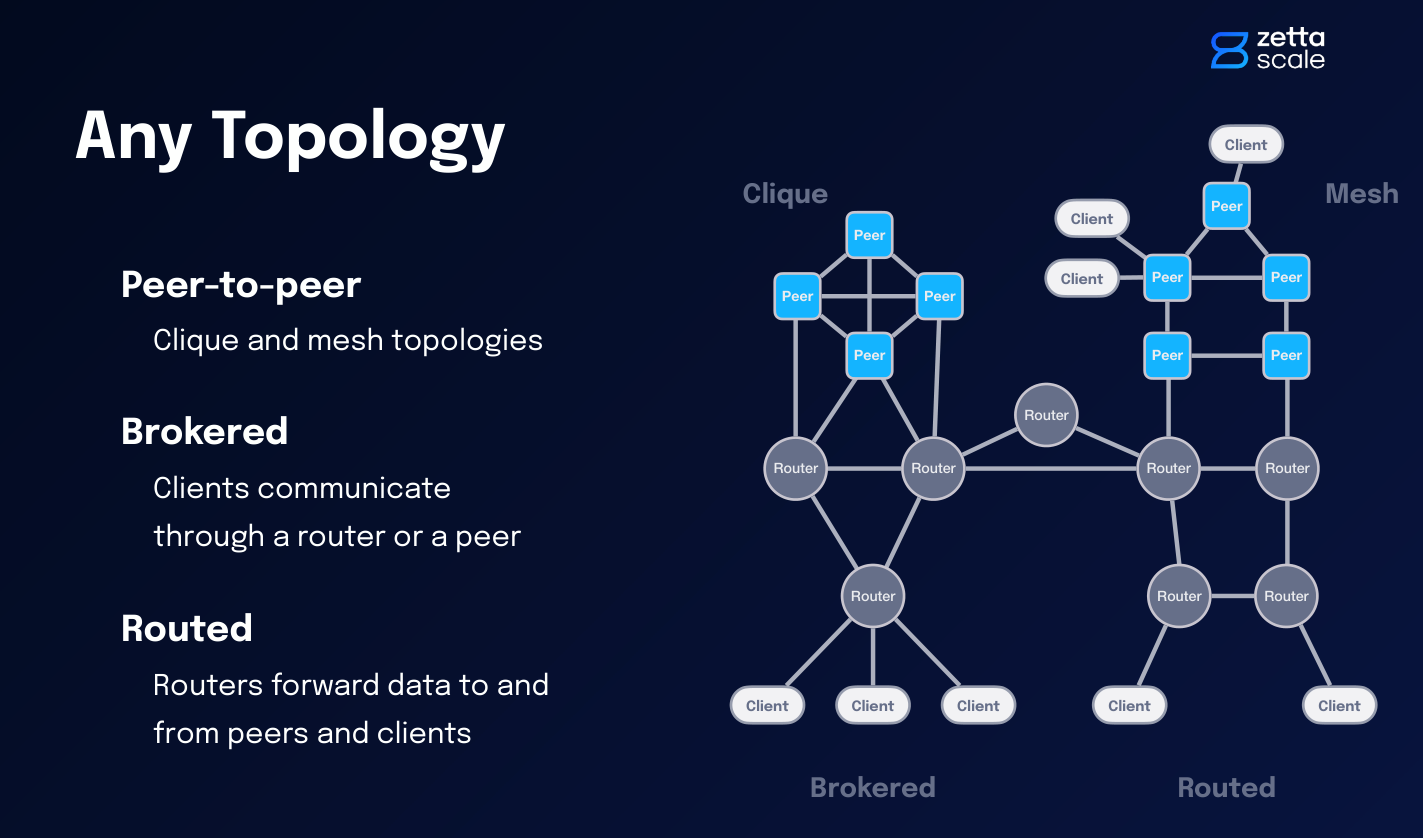 zetta
scale
Any Topology
Peer-to-peer
Clique and mesh topologies
Brokered
Clients communicate
through a router or a peer
Routed
Routers forward data to and
from peers and clients
Client
Clique
Mesh
Peer
Client
Peer
Client
Peer
Peer
Peer
Peer
Peer
Peer
Peer
Router
Router
Router
Router
Router
Router
Router
Router
Client
Client
Client
Client
Client
Brokered
Routed